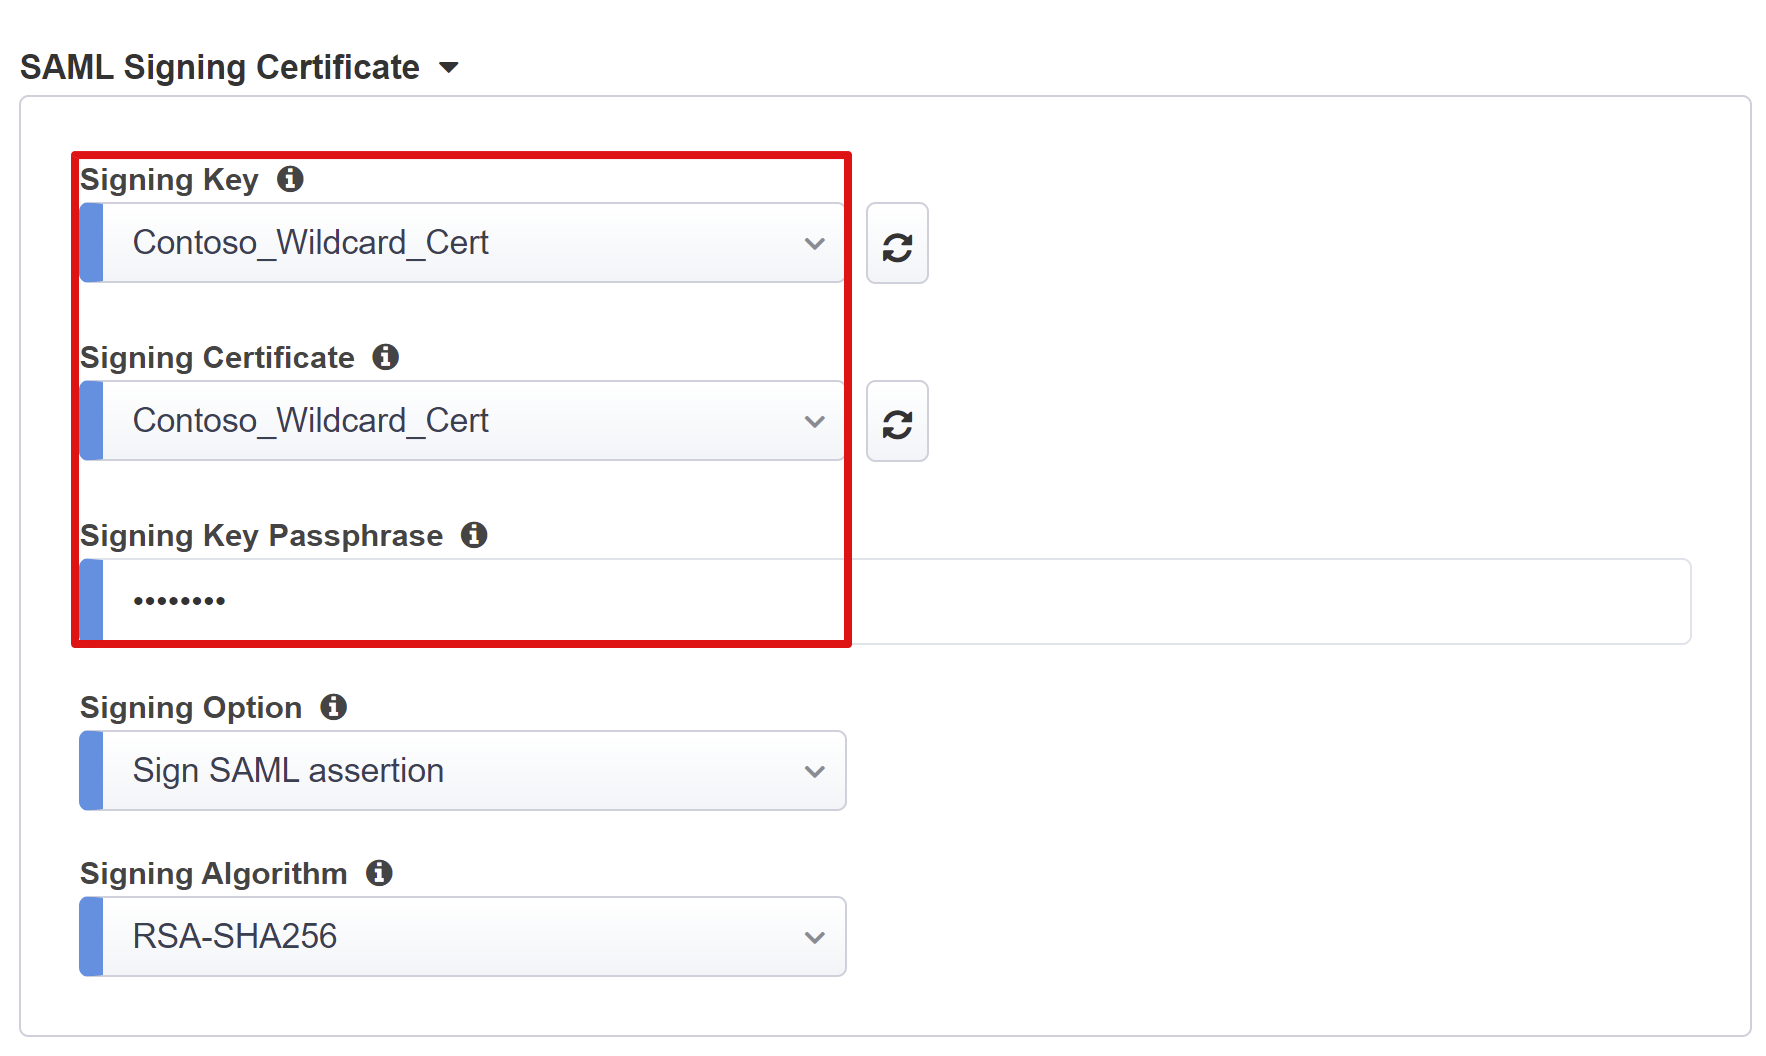 SAML Signing Certificate
Signing Key
Contoso_Wildcard_Cert
Signing Certificate
Contoso_Wildcard_Cert
Signing Key Passphrase
••••••••
Signing Option
Sign SAML assertion
Signing Algorithm
RSA-SHA256